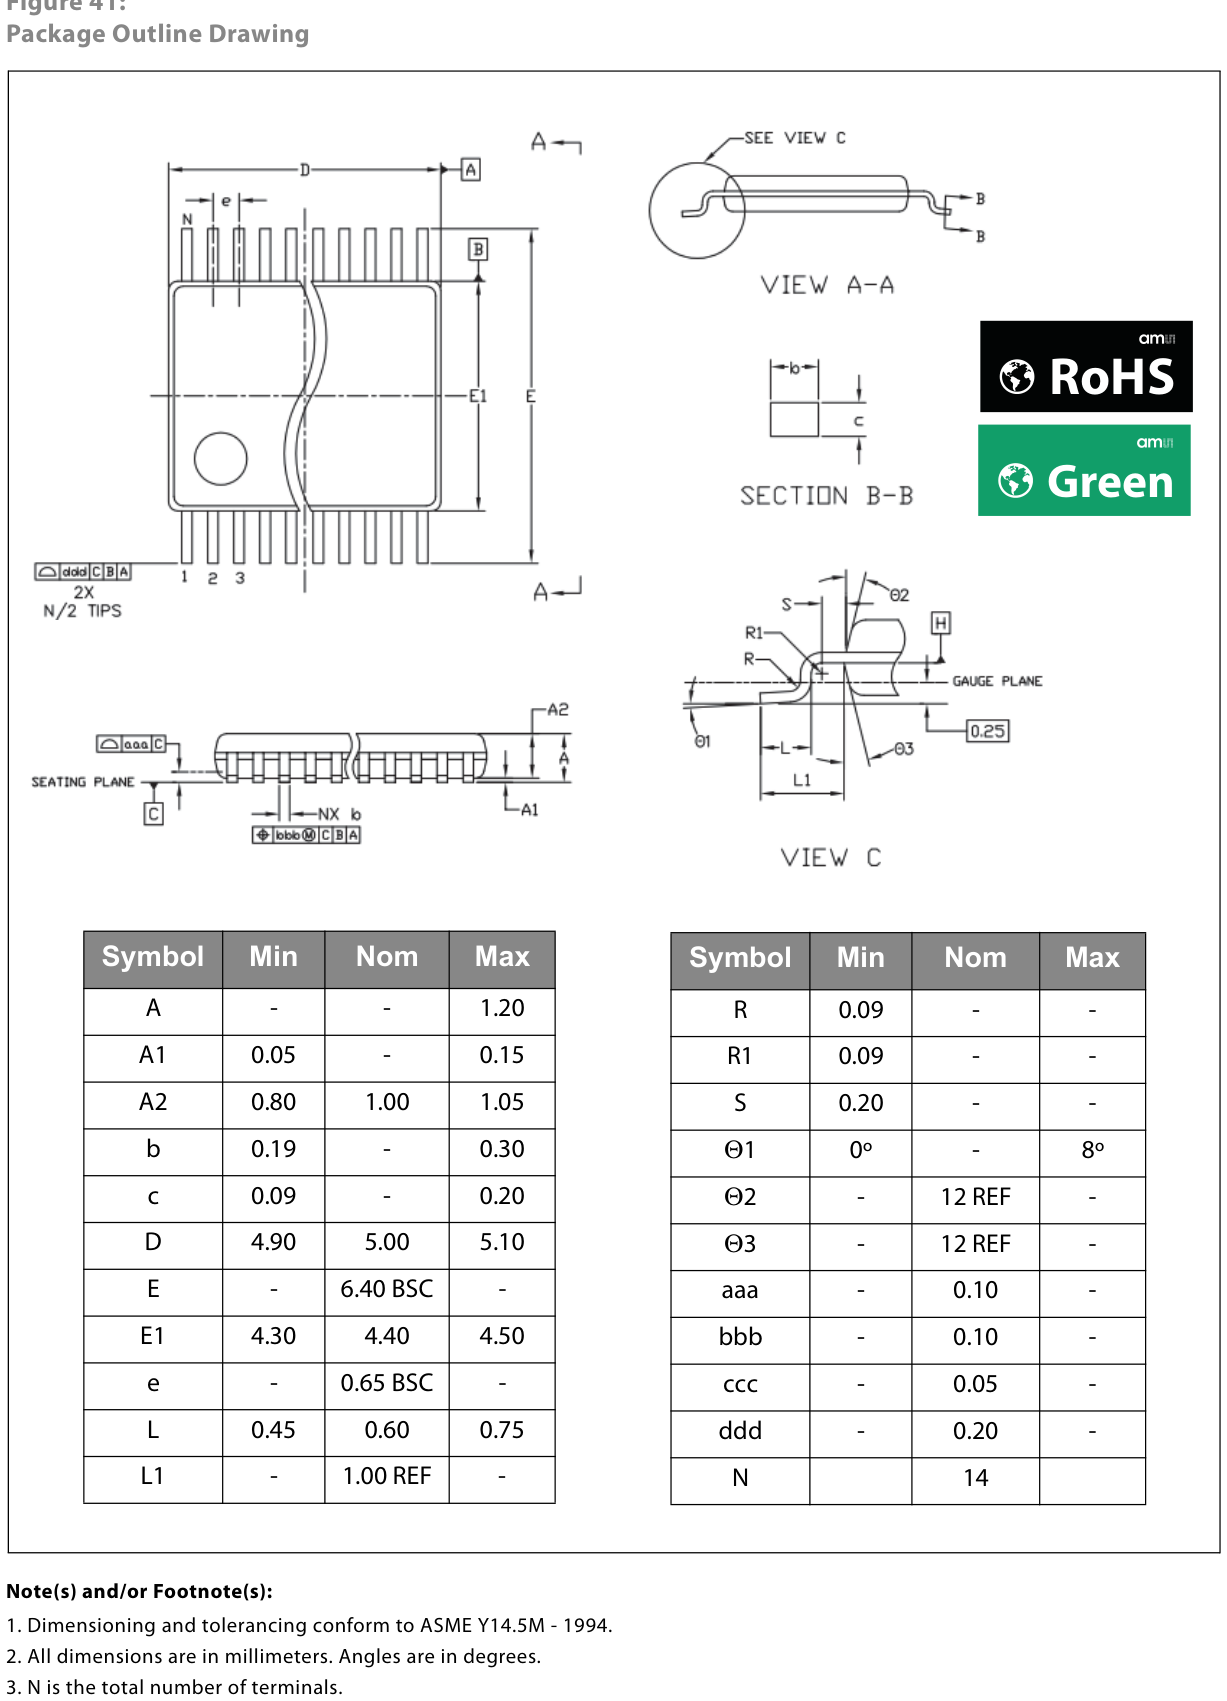 Figure 41:
Package Outline Drawing
A
D
A
e
N
B
E1
E
ddd C B A
2X
N/2 TIPS
1 2 3
A
SEE VIEW C
B
B
VIEW A-A
b
c
SECTION B-B
am
RoHS
am
Green
S
Θ2
R1
H
R
GAUGE PLANE
Θ1
L
Θ3
0.25
L1
VIEW C
A2
aaa C
A
SEATING PLANE
C
NX b
A1
bbb M C B A
Symbol Min Nom Max
A - - 1.20
A1 0.05 - 0.15
A2 0.80 1.00 1.05
b 0.19 - 0.30
c 0.09 - 0.20
D 4.90 5.00 5.10
E - 6.40 BSC -
E1 4.30 4.40 4.50
e - 0.65 BSC -
L 0.45 0.60 0.75
L1 - 1.00 REF -
Symbol Min Nom Max
R 0.09 - -
R1 0.09 - -
S 0.20 - -
Θ1 0º - 8º
Θ2 - 12 REF -
Θ3 - 12 REF -
aaa - 0.10 -
bbb - 0.10 -
ccc - 0.05 -
ddd - 0.20 -
N 14
Note(s) and/or Footnote(s):
1. Dimensioning and tolerancing conform to ASME Y14.5M - 1994.
2. All dimensions are in millimeters. Angles are in degrees.
3. N is the total number of terminals.